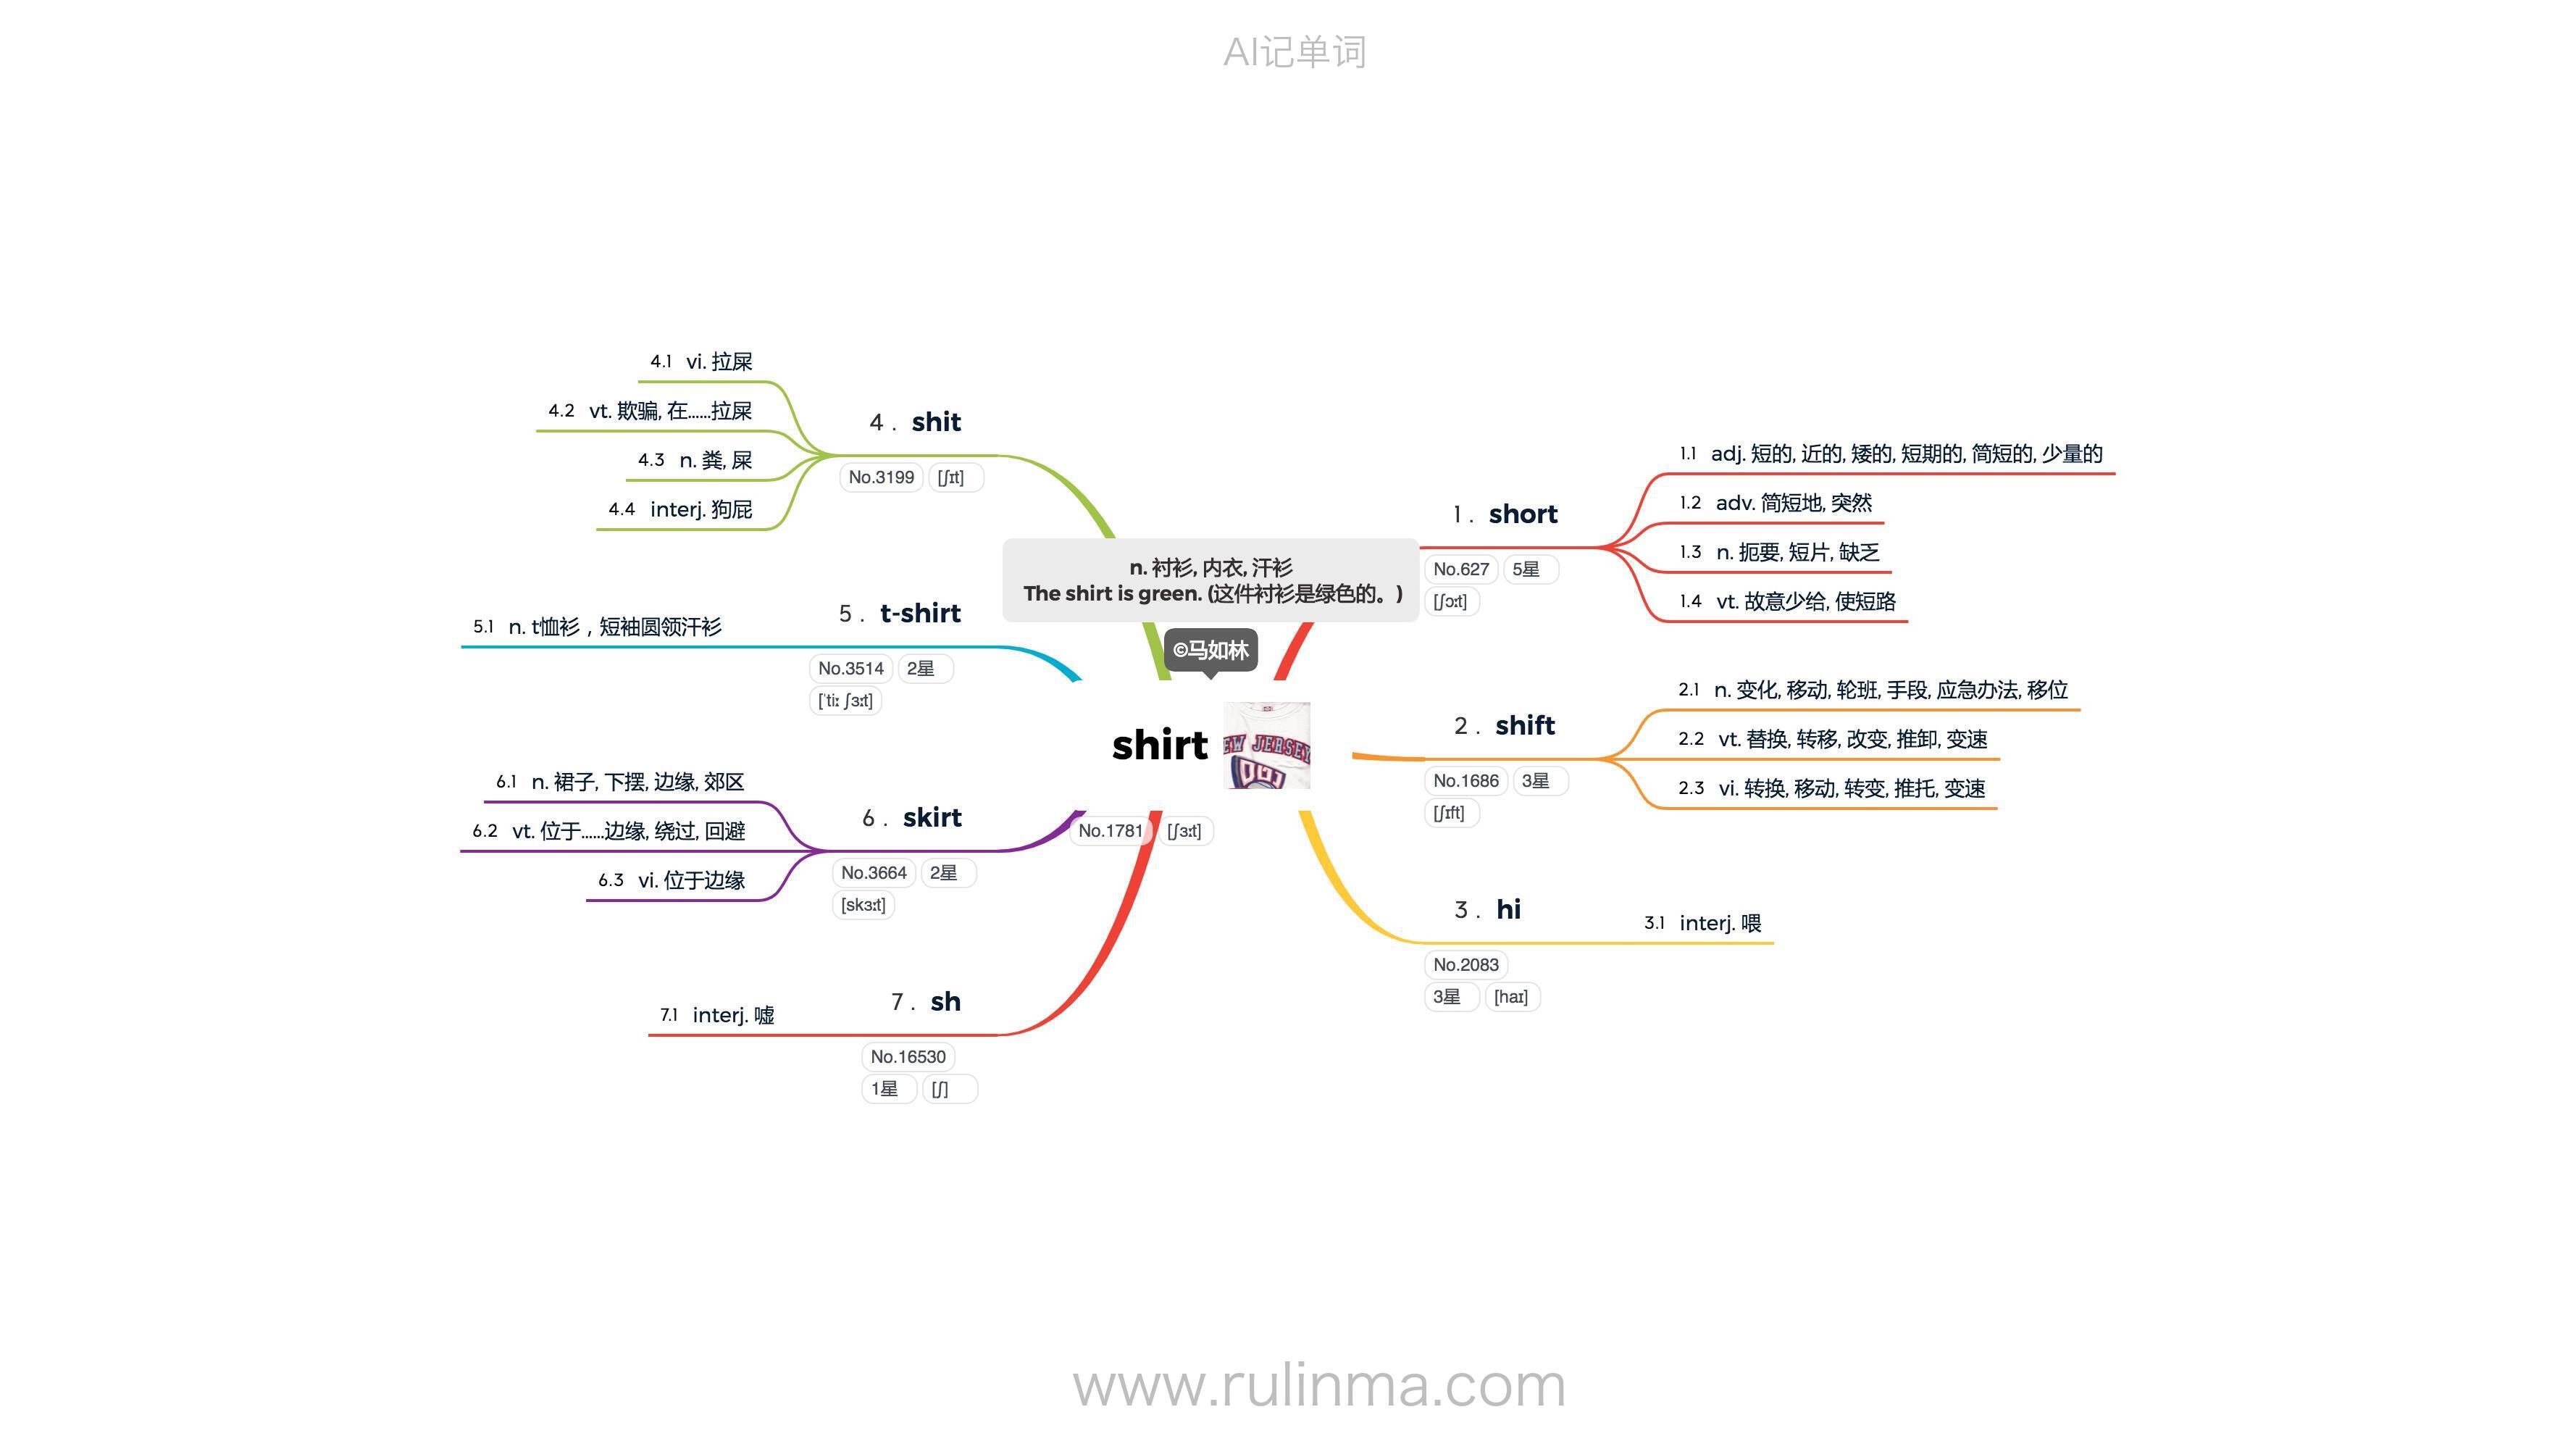 AI记单词
n. 衬衫, 内衣, 汗衫
The shirt is green. (这件衬衫是绿色的。)
©马如林
shirt
NEW JERSEY
No.1781 [ʃɜːt]
1. short
No.627 5星
[ʃɔːt]
1.1 adj. 短的, 近的, 矮的, 短期的, 简短的, 少量的
1.2 adv. 简短地, 突然
1.3 n. 扼要, 短片, 缺乏
1.4 vt. 故意少给, 使短路
2. shift
No.1686 3星
[ʃɪft]
2.1 n. 变化, 移动, 轮班, 手段, 应急办法, 移位
2.2 vt. 替换, 转移, 改变, 推卸, 变速
2.3 vi. 转换, 移动, 转变, 推托, 变速
3. hi
No.2083
3星 [haɪ]
3.1 interj. 喂
4. shit
No.3199 [ʃɪt]
4.1 vi. 拉屎
4.2 vt. 欺骗, 在......拉屎
4.3 n. 粪, 屎
4.4 interj. 狗屁
5. t-shirt
No.3514 2星
[ˈtiː ʃɜːt]
5.1 n. t恤衫，短袖圆领汗衫
6. skirt
No.3664 2星
[skɜːt]
6.1 n. 裙子, 下摆, 边缘, 郊区
6.2 vt. 位于......边缘, 绕过, 回避
6.3 vi. 位于边缘
7. sh
No.16530
1星 [ʃ]
7.1 interj. 嘘
www.rulinma.com